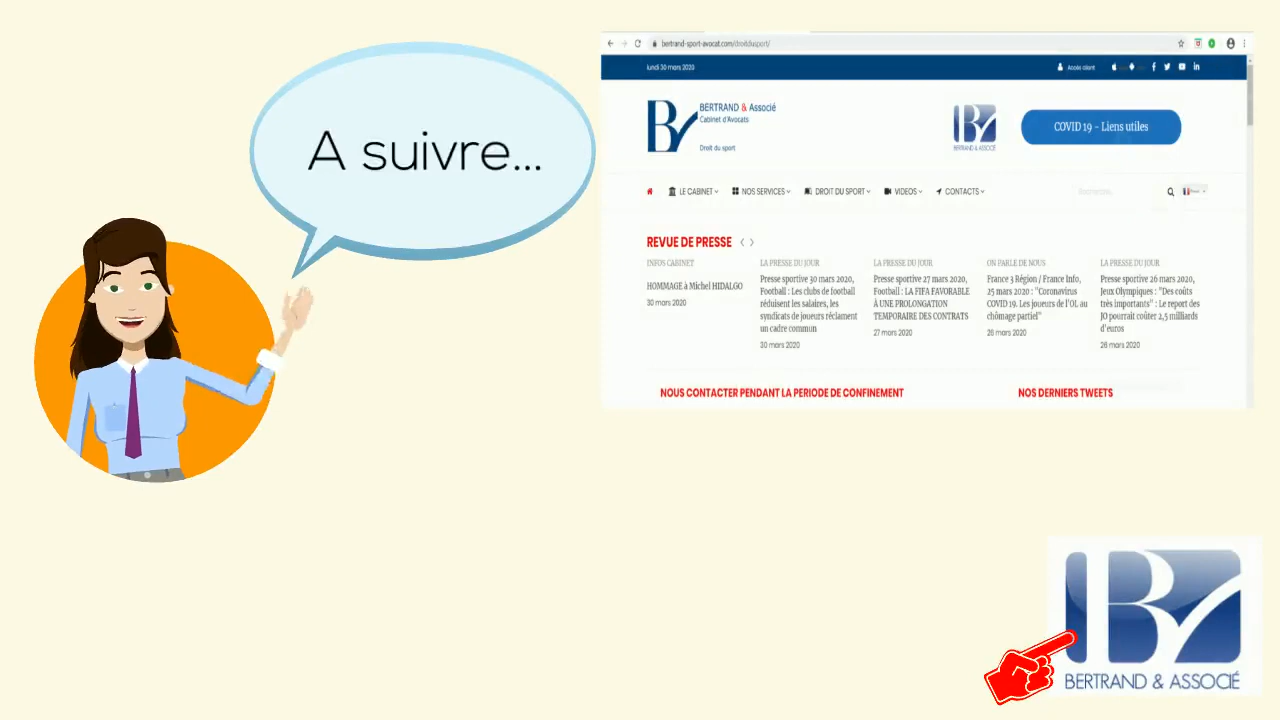 A suivre...
bertrand-sport-avocat.com/droitdusport/
lundi 30 mars 2020
Accès client
BERTRAND & Associé
Cabinet d'Avocats
Droit du sport
BERTRAND & ASSOCIÉ
COVID 19 - Liens utiles
LE CABINET
NOS SERVICES
DROIT DU SPORT
VIDEOS
CONTACTS
REVUE DE PRESSE
INFOS CABINET
HOMMAGE à Michel HIDALGO
30 mars 2020
LA PRESSE DU JOUR
Presse sportive 30 mars 2020,
Football : Les clubs de football
réduisent les salaires, les
syndicats de joueurs réclament
un cadre commun
30 mars 2020
LA PRESSE DU JOUR
Presse sportive 27 mars 2020,
Football : LA FIFA FAVORABLE
À UNE PROLONGATION
TEMPORAIRE DES CONTRATS
27 mars 2020
ON PARLE DE NOUS
France 3 Région / France Info,
25 mars 2020 : "Coronavirus
COVID 19. Les joueurs de l'OL au
chômage partiel"
26 mars 2020
LA PRESSE DU JOUR
Presse sportive 26 mars 2020,
Jeux Olympiques : "Des coûts
très importants" : Le report des
JO pourrait coûter 2,5 milliards
d'euros
26 mars 2020
NOUS CONTACTER PENDANT LA PERIODE DE CONFINEMENT
NOS DERNIERS TWEETS
BERTRAND & ASSOCIÉ